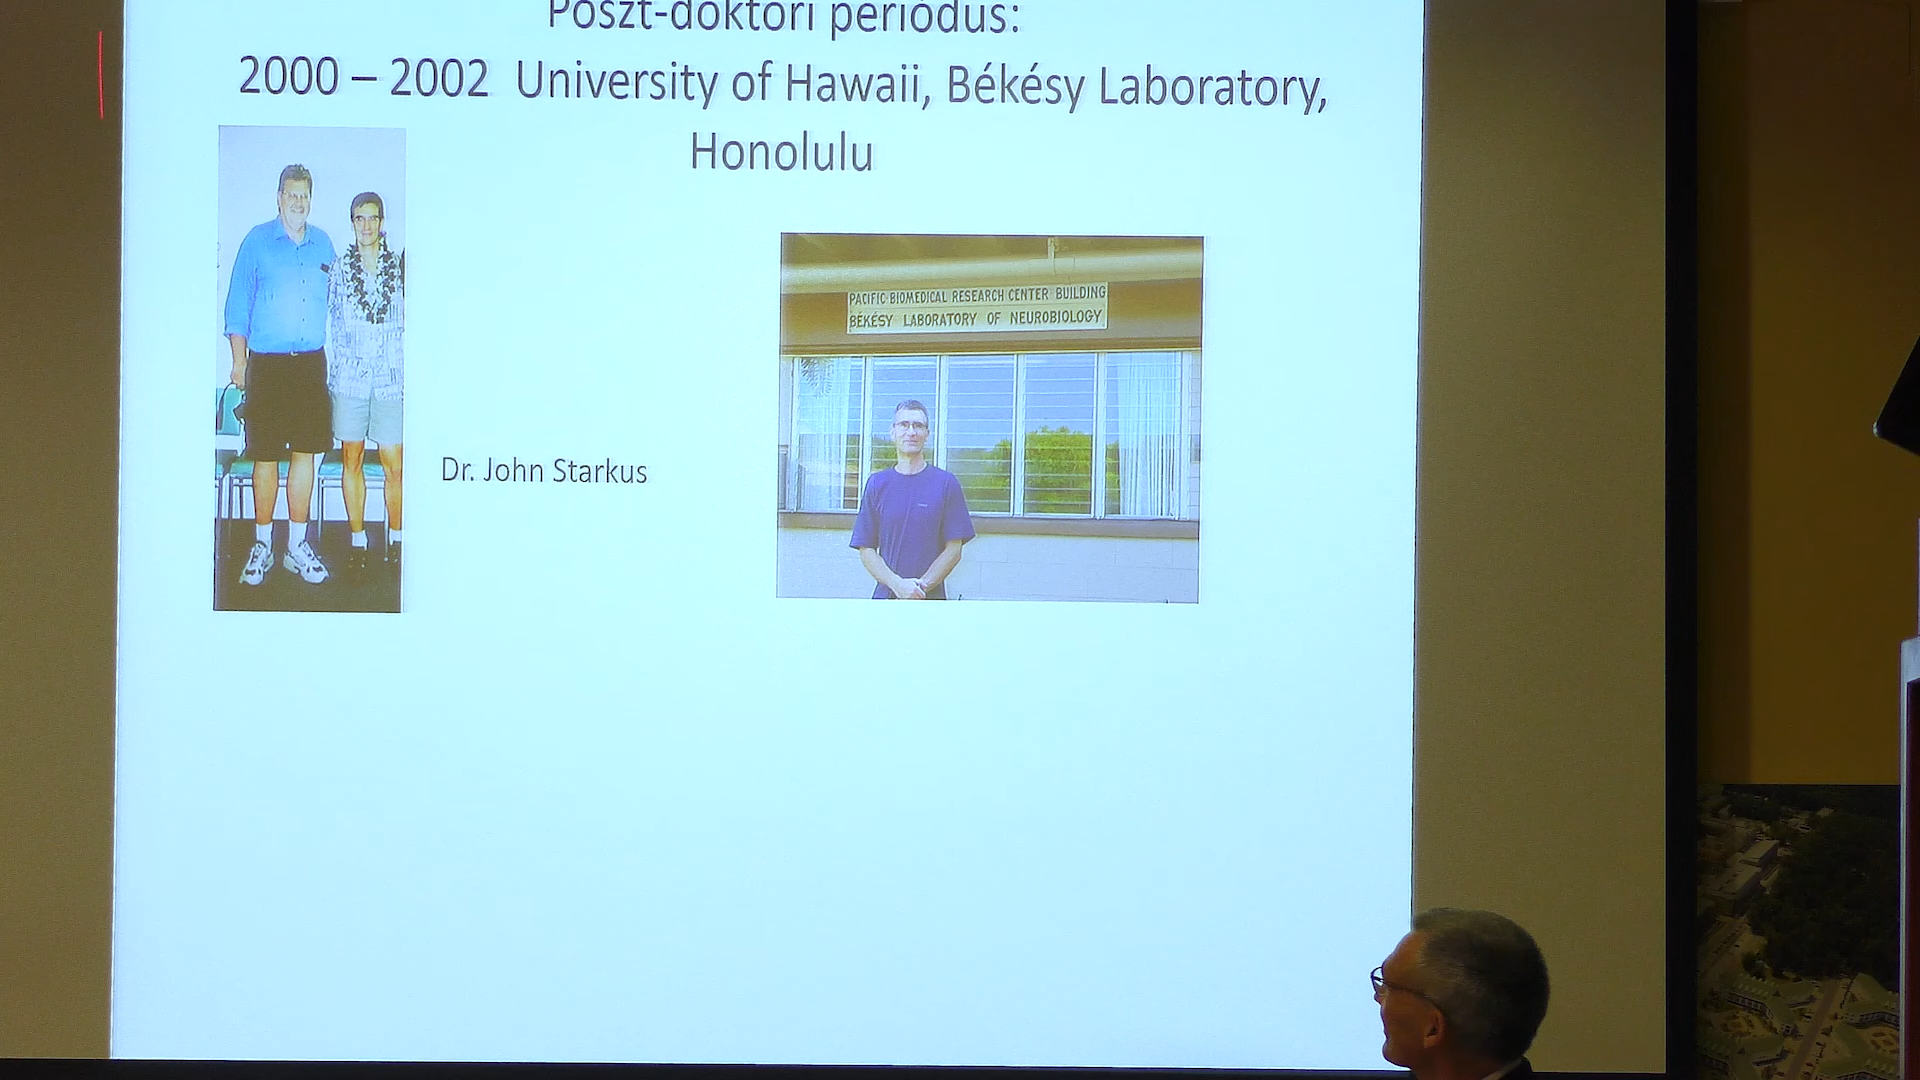 Poszt-doktori periódus:
2000 – 2002 University of Hawaii, Békésy Laboratory,
Honolulu
PACIFIC BIOMEDICAL RESEARCH CENTER BUILDING
BÉKÉSY LABORATORY OF NEUROBIOLOGY
Dr. John Starkus